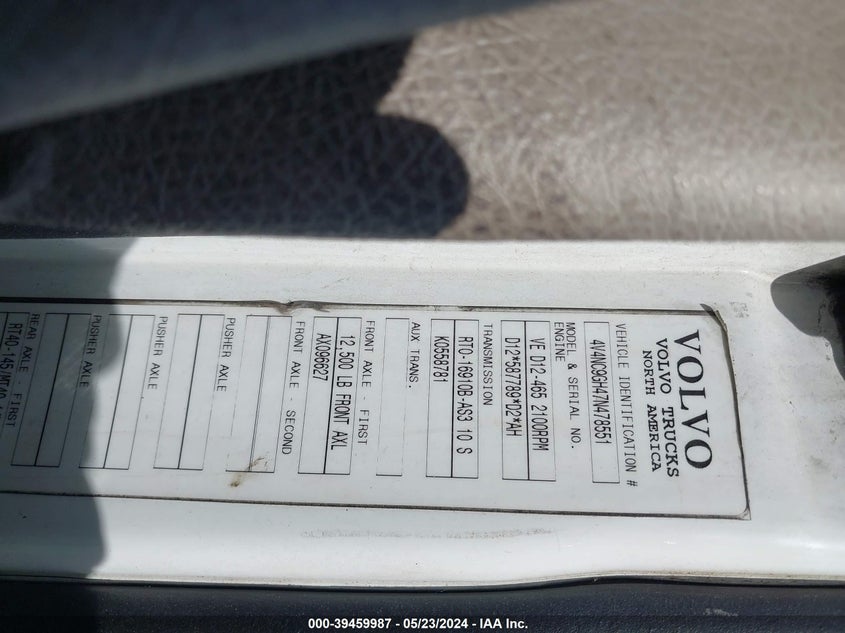 VOLVO
VOLVO TRUCKS
NORTH AMERICA
VEHICLE IDENTIFICATION #
4V4NC9GH47N478551
MODEL & SERIAL NO.
ENGINE
VE D12-465 2100RPM
D12*587789*D2*AH
TRANSMISSION
RTO-16910B-AS3 10 S
K0558781
AUX TRANS.
FRONT AXLE - FIRST
12,500 LB FRONT AXL
AX096627
FRONT AXLE - SECOND
PUSHER AXLE
PUSHER AXLE
PUSHER AXLE
REAR AXLE - FIRST
000-39459987 - 05/23/2024 - IAA Inc.